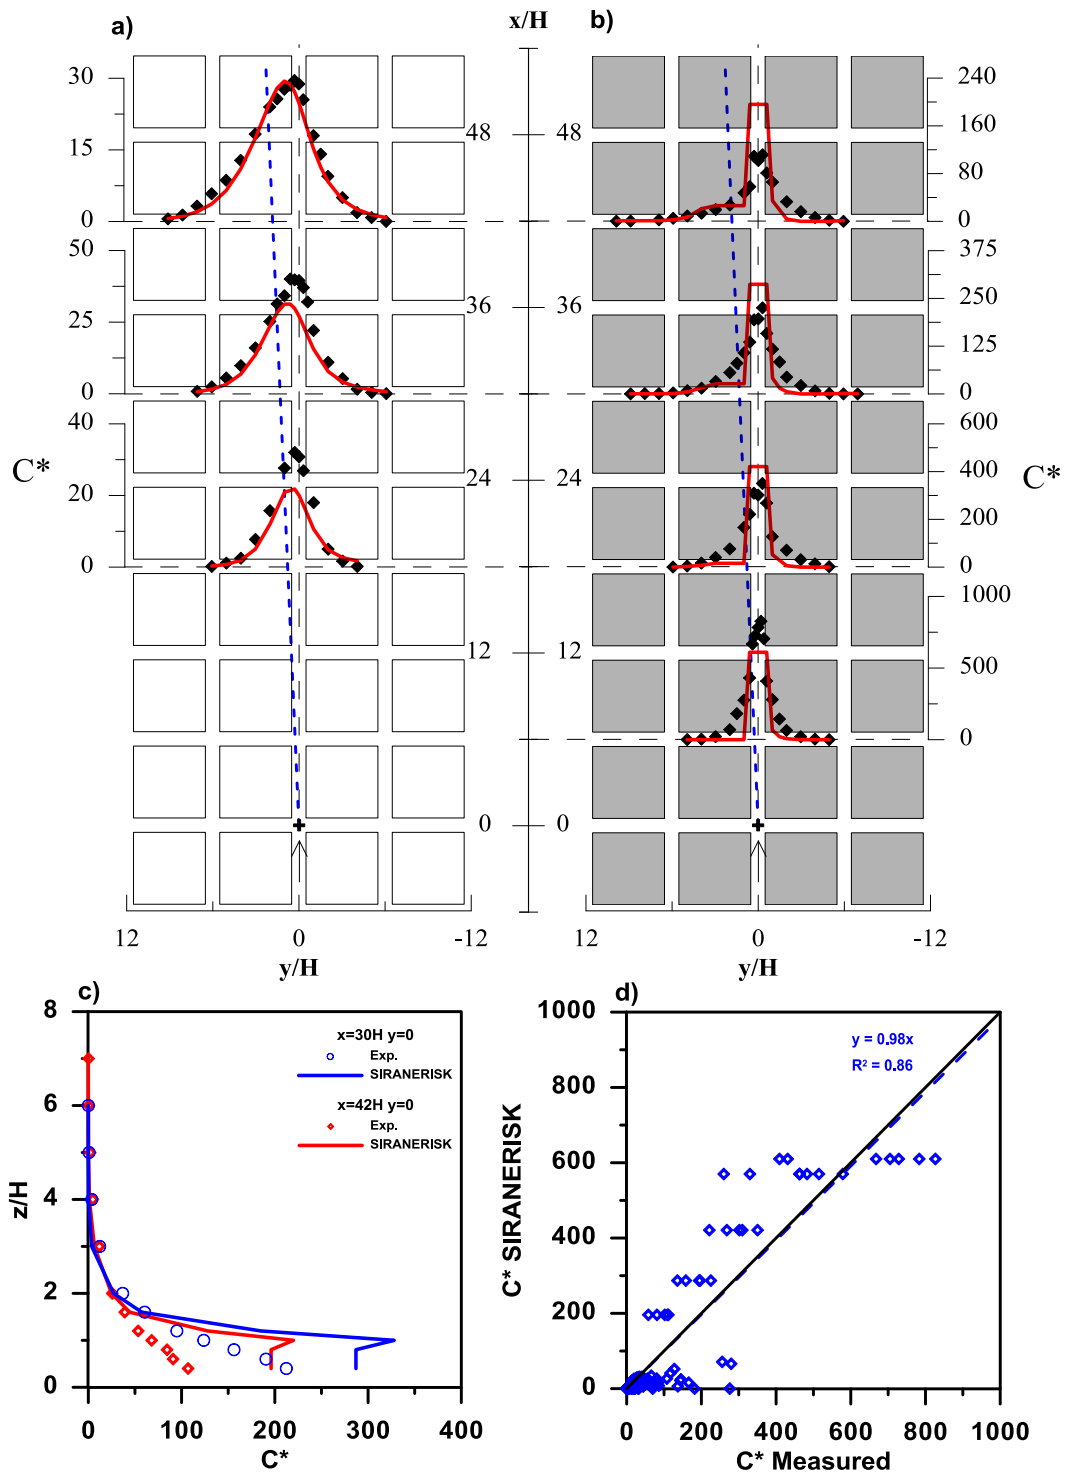 a)
x/H
b)
30
15
0
50
25
0
40
20
0
C*
48
36
24
12
0
48
36
24
12
0
240
160
80
0
375
250
125
0
600
400
200
0
1000
500
0
C*
12
0
-12
y/H
12
0
-12
y/H
c)
8
6
4
2
0
z/H
x=30H y=0
Exp.
SIRANERISK
x=42H y=0
Exp.
SIRANERISK
0
100
200
300
400
C*
d)
1000
800
600
400
200
0
C* SIRANERISK
y = 0.98x
R² = 0.86
0
200
400
600
800
1000
C* Measured